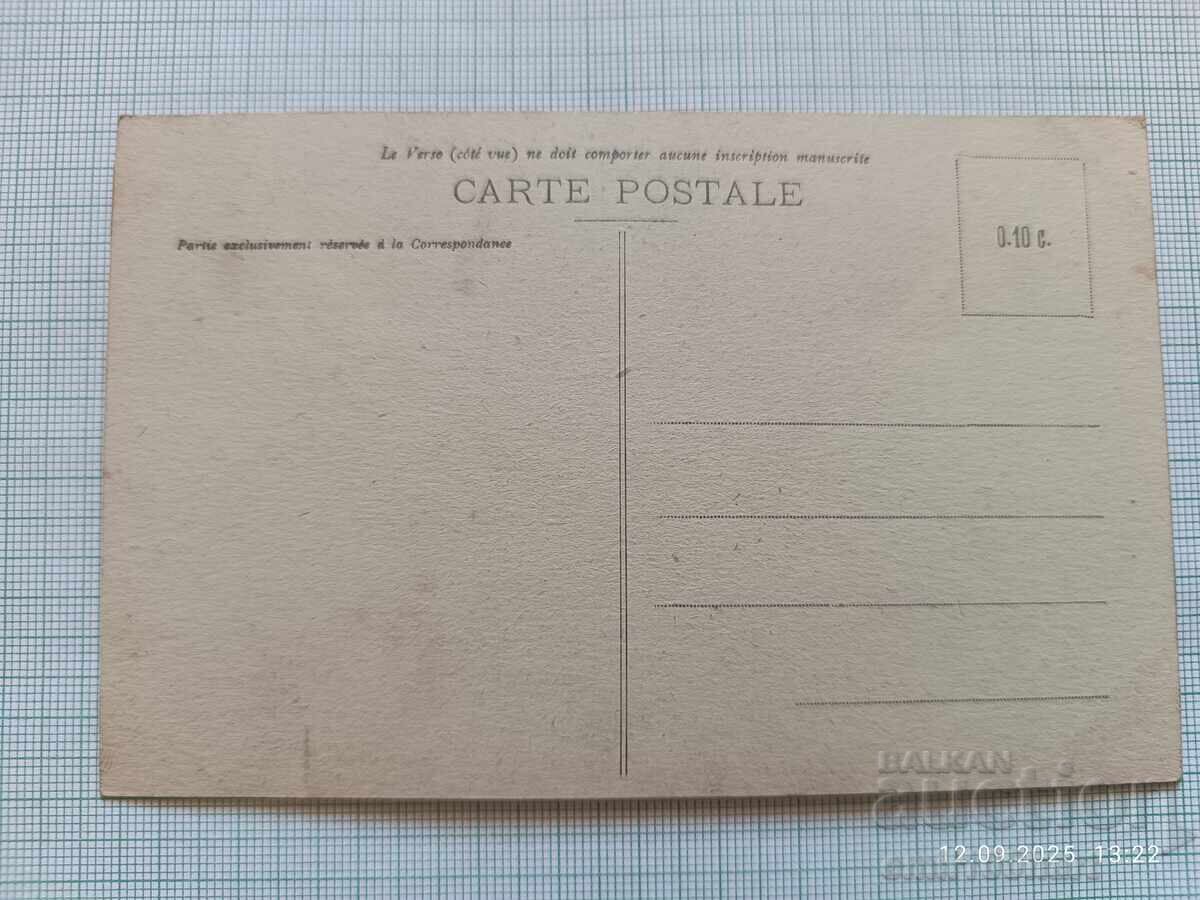 Le Verso (côté vue) ne doit comporter aucune inscription manuscrite
CARTE POSTALE
Partie exclusivement réservée à la Correspondance
0.10 C.
BALKAN
auction
12.09.2025 13:22